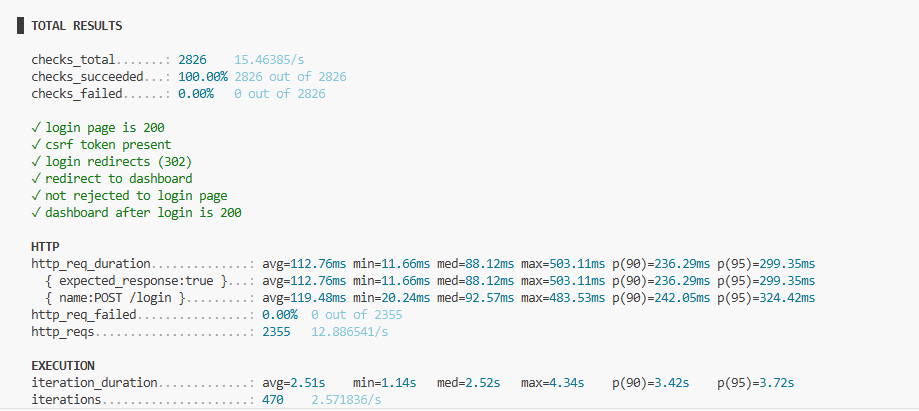 TOTAL RESULTS
checks_total.......: 2826 15.46385/s
checks_succeeded...: 100.00% 2826 out of 2826
checks_failed......: 0.00% 0 out of 2826
✓ login page is 200
✓ csrf token present
✓ login redirects (302)
✓ redirect to dashboard
✓ not rejected to login page
✓ dashboard after login is 200
HTTP
http_req_duration..............: avg=112.76ms min=11.66ms med=88.12ms max=503.11ms p(90)=236.29ms p(95)=299.35ms
{ expected_response:true }...: avg=112.76ms min=11.66ms med=88.12ms max=503.11ms p(90)=236.29ms p(95)=299.35ms
{ name:POST /login }.........: avg=119.48ms min=20.24ms med=92.57ms max=483.53ms p(90)=242.05ms p(95)=324.42ms
http_req_failed................: 0.00% 0 out of 2355
http_reqs......................: 2355 12.886541/s
EXECUTION
iteration_duration.............: avg=2.51s min=1.14s med=2.52s max=4.34s p(90)=3.42s p(95)=3.72s
iterations.....................: 470 2.571836/s